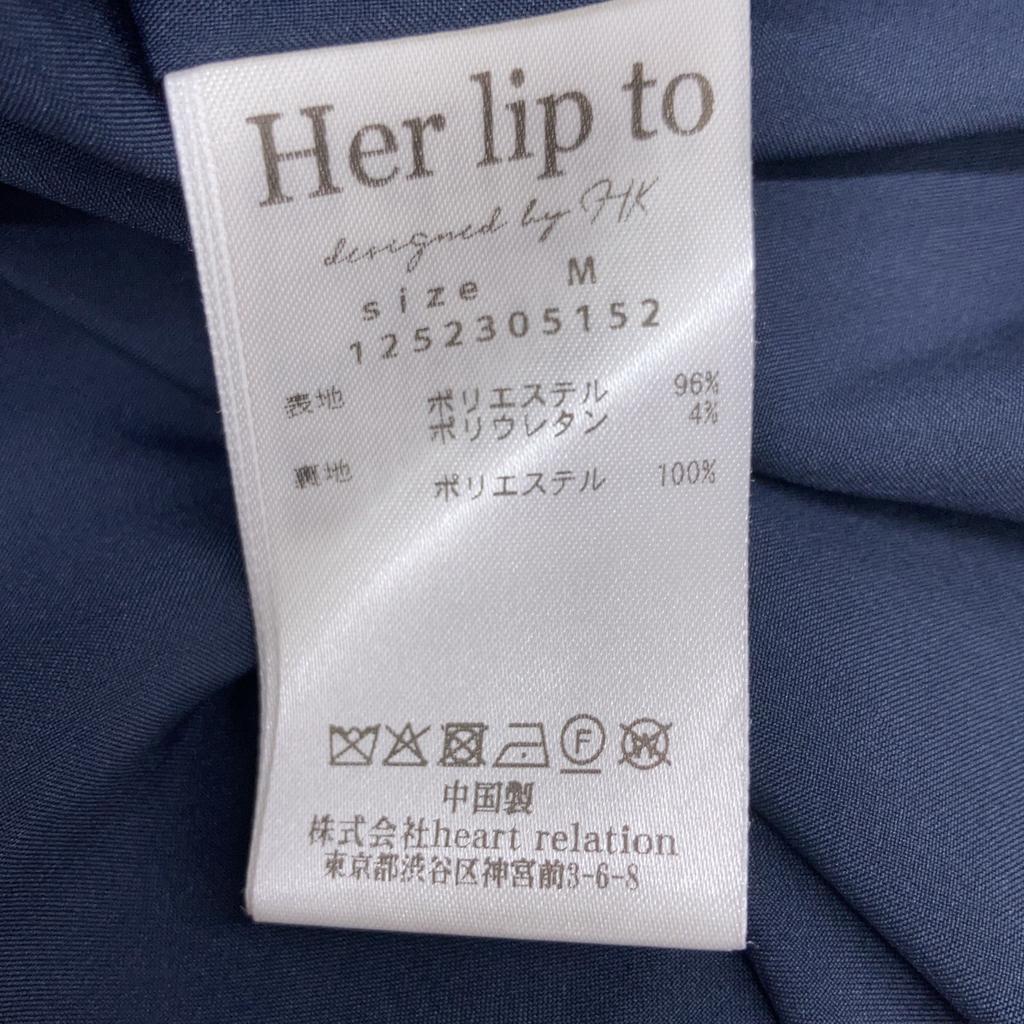 Her lip to
designed by HK
size M
1252305152
表地 ポリエステル 96%
ポリウレタン 4%
裏地 ポリエステル 100%
F W
中国製
株式会社heart relation
東京都渋谷区神宮前3-6-8